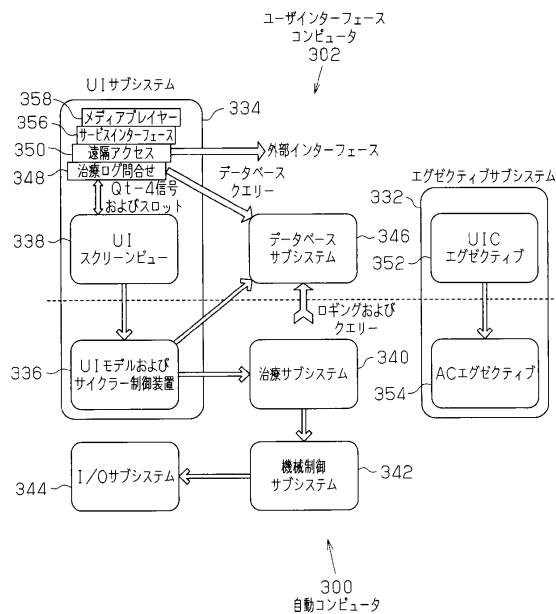 ユーザインターフェース
コンピュータ
302
UIサブシステム
358
メディアプレイヤー
334
356
サービスインターフェース
350
遠隔アクセス
外部インターフェース
348
治療ログ問合せ
データベース
クエリー
Qt-4信号
およびスロット
エグゼクティブサブシステム
332
338
UI
スクリーンビュー
データベース
サブシステム
346
352
UIC
エグゼクティブ
ロギングおよび
クエリー
336
UIモデルおよび
サイクラー制御装置
治療サブシステム
340
354
ACエグゼクティブ
344
I/Oサブシステム
機械制御
サブシステム
342
300
自動コンピュータ